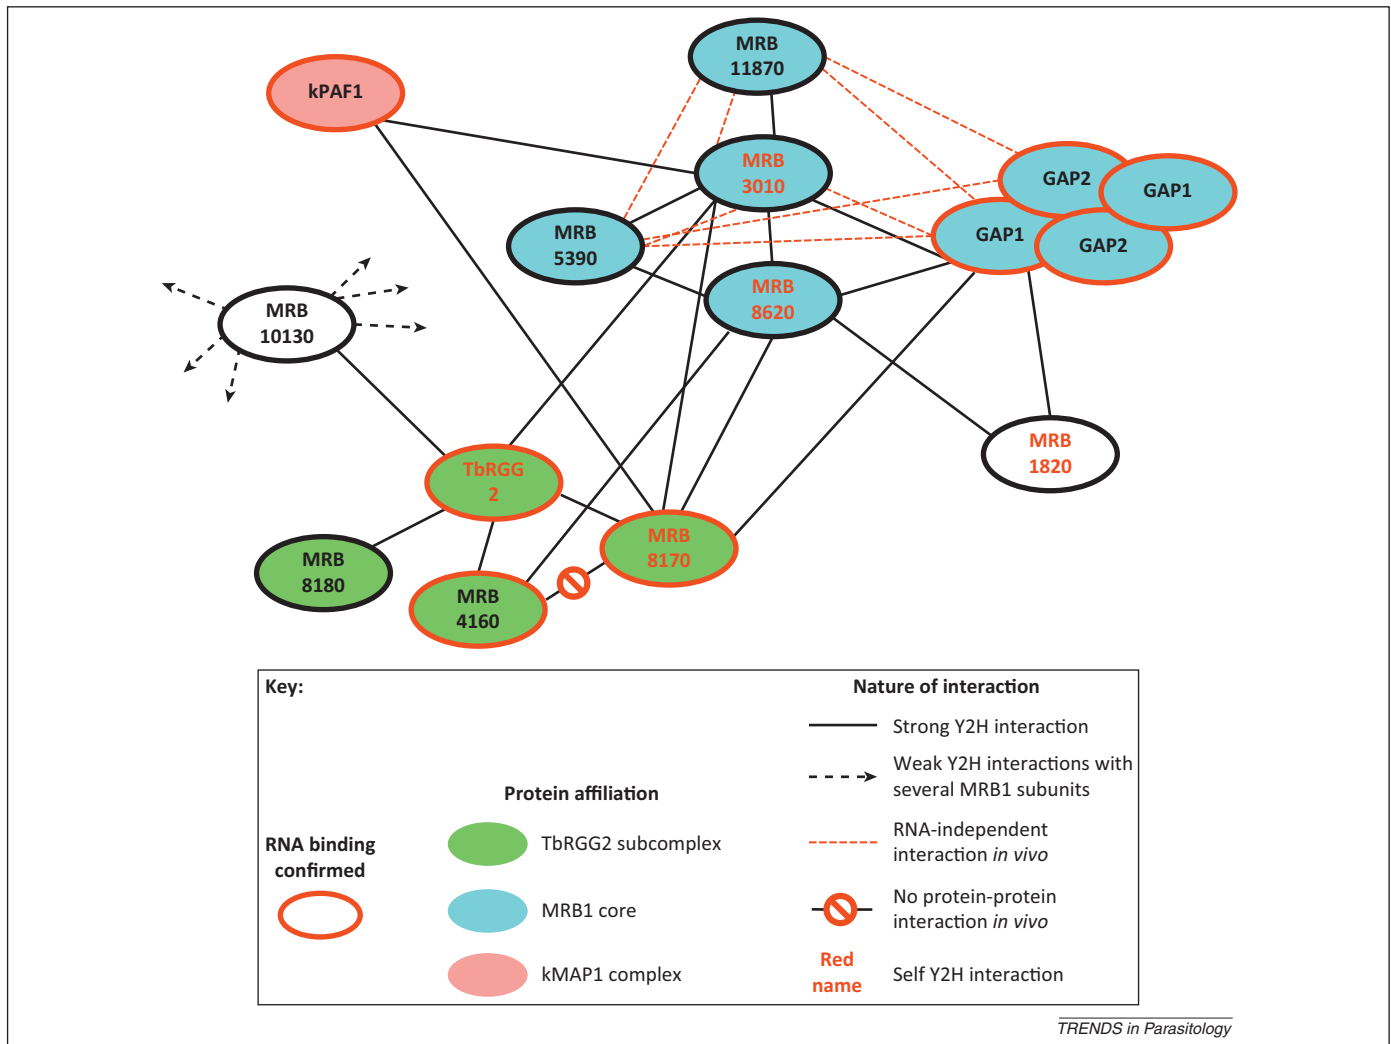 MRB
11870
kPAF1
MRB
3010
GAP2
GAP1
GAP1
GAP2
MRB
5390
MRB
8620
MRB
10130
MRB
1820
TbRGG
2
MRB
8170
MRB
8180
MRB
4160
Key:
RNA binding
confirmed
Protein affiliation
TbRGG2 subcomplex
MRB1 core
kMAP1 complex
Nature of interaction
Strong Y2H interaction
Weak Y2H interactions with
several MRB1 subunits
RNA-independent
interaction in vivo
No protein-protein
interaction in vivo
Red
name
Self Y2H interaction
TRENDS in Parasitology